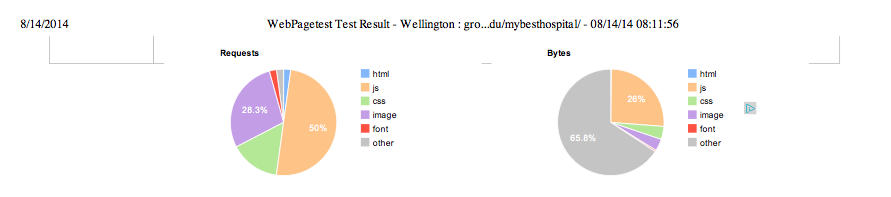 8/14/2014
WebPagetest Test Result - Wellington : gro...du/mybesthospital/ - 08/14/14 08:11:56
Requests
28.3%
50%
html
js
css
image
font
other
Bytes
26%
65.8%
html
js
css
image
font
other